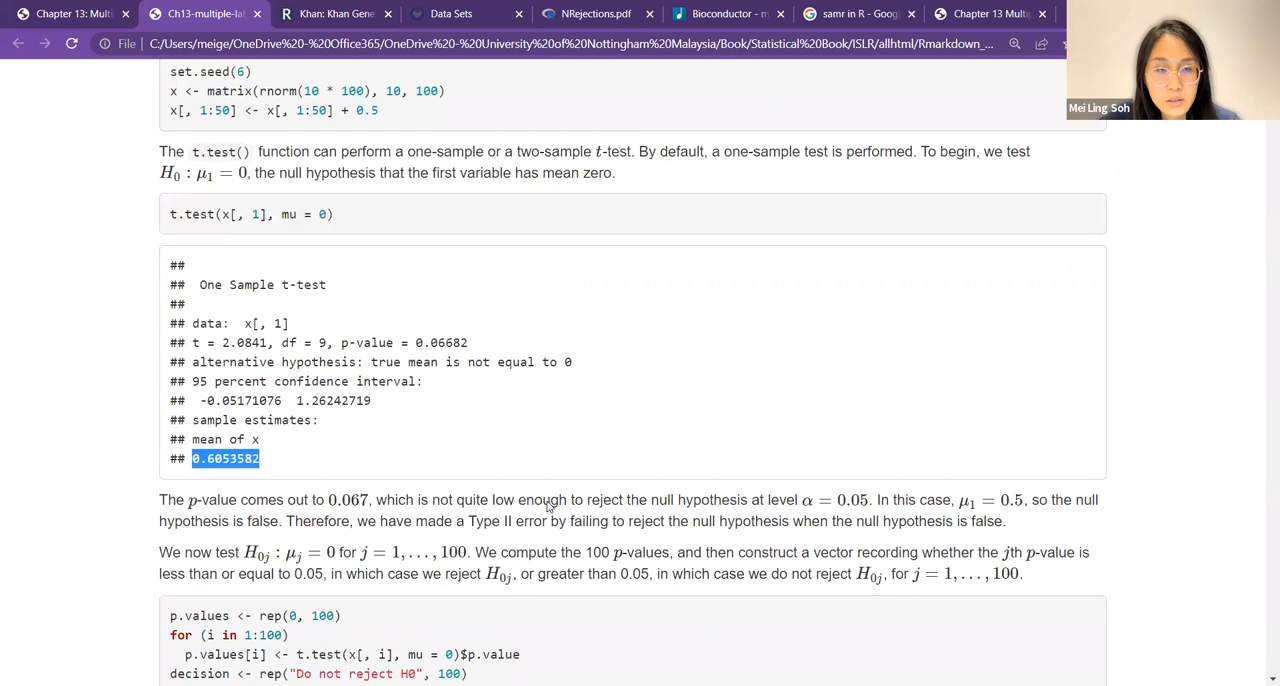 Chapter 13: Multi
Ch13-multiple-la
Khan: Khan Gene
Data Sets
NRejections.pdf
Bioconductor - m
samr in R - Goog
Chapter 13 Multi
File
C:/Users/meige/OneDrive%20-%20Office365/OneDrive%20-%20University%20of%20Nottingham%20Malaysia/Book/Statistical%20Book/ISLR/allhtml/Rmarkdown_...
Mei Ling Soh
set.seed(6)
x <- matrix(rnorm(10 * 100), 10, 100)
x[, 1:50] <- x[, 1:50] + 0.5
The t.test() function can perform a one-sample or a two-sample t-test. By default, a one-sample test is performed. To begin, we test
H₀ : μ₁ = 0, the null hypothesis that the first variable has mean zero.
t.test(x[, 1], mu = 0)
##
## One Sample t-test
##
## data: x[, 1]
## t = 2.0841, df = 9, p-value = 0.06682
## alternative hypothesis: true mean is not equal to 0
## 95 percent confidence interval:
## -0.05171076 1.26242719
## sample estimates:
## mean of x
## 0.6053582
The p-value comes out to 0.067, which is not quite low enough to reject the null hypothesis at level α = 0.05. In this case, μ₁ = 0.5, so the null
hypothesis is false. Therefore, we have made a Type II error by failing to reject the null hypothesis when the null hypothesis is false.
We now test H₀ⱼ : μⱼ = 0 for j = 1, . . . , 100. We compute the 100 p-values, and then construct a vector recording whether the jth p-value is
less than or equal to 0.05, in which case we reject H₀ⱼ, or greater than 0.05, in which case we do not reject H₀ⱼ, for j = 1, . . . , 100.
p.values <- rep(0, 100)
for (i in 1:100)
p.values[i] <- t.test(x[, i], mu = 0)$p.value
decision <- rep("Do not reject H0", 100)